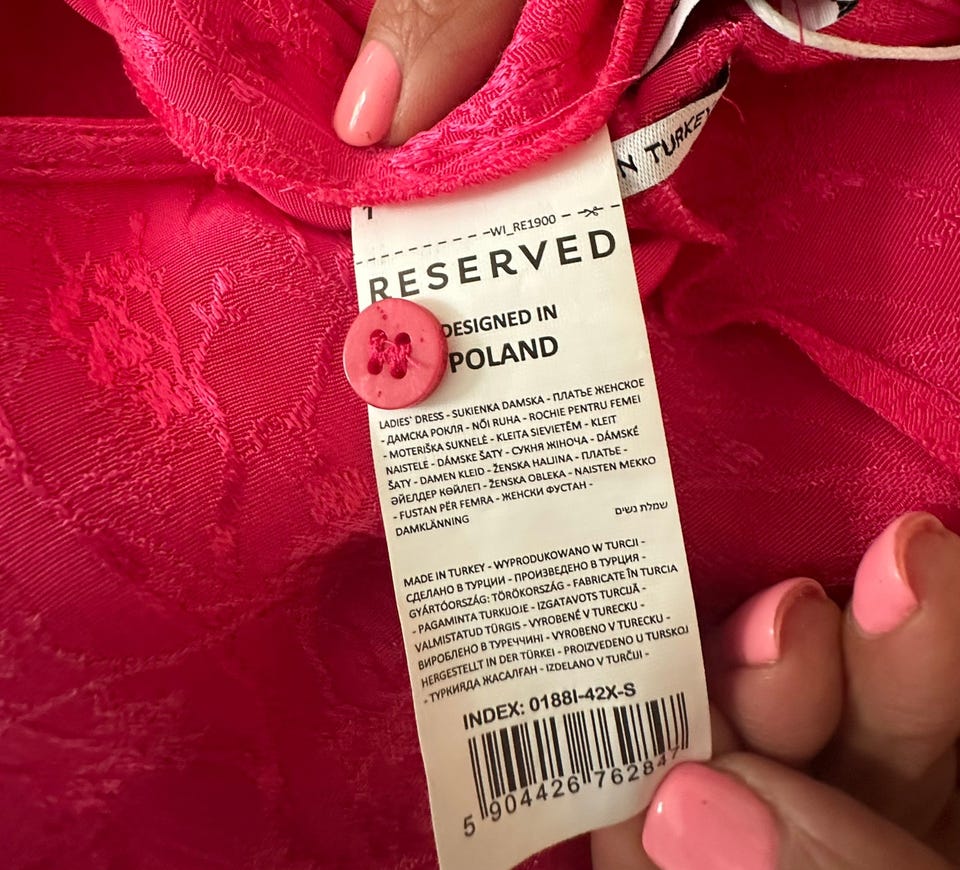 N TURKEY
1
WI_RE1900
RESERVED
DESIGNED IN
POLAND
LADIES` DRESS - SUKIENKA DAMSKA - ПЛАТЬЕ ЖЕНСКОЕ
- ДАМСКА РОКЛЯ - NŐI RUHA - ROCHIE PENTRU FEMEI
- MOTERIŠKA SUKNELĖ - KLEITA SIEVIETĒM - KLEIT
NAISTELE - DÁMSKE ŠATY - СУКНЯ ЖІНОЧА - DÁMSKÉ
ŠATY - DAMEN KLEID - ŽENSKA HALJINA - ПЛАТЬЕ -
ӘЙЕЛДЕР КӨЙЛЕГІ - ŽENSKA OBLEKA - NAISTEN MEKKO
- FUSTAN PËR FEMRA - ЖЕНСКИ ФУСТАН -
DAMKLÄNNING
שמלת נשים
MADE IN TURKEY - WYPRODUKOWANO W TURCJI -
СДЕЛАНО В ТУРЦИИ - ПРОИЗВЕДЕНО В ТУРЦИЯ -
GYÁRTÓORSZÁG: TÖRÖKORSZÁG - FABRICATE ÎN TURCIA
- PAGAMINTA TURKIJOJE - IZGATAVOTS TURCIJĀ -
VALMISTATUD TÜRGIS - VYROBENÉ V TURECKU -
ВИРОБЛЕНО В ТУРЕЧЧИНІ - VYROBENO V TURECKU -
HERGESTELLT IN DER TÜRKEI - PROIZVEDENO U TURSKOJ
- ТҮРКИЯДА ЖАСАЛҒАН - IZDELANO V TURČIJI -
INDEX: 0188I-42X-S
5 904426 762847